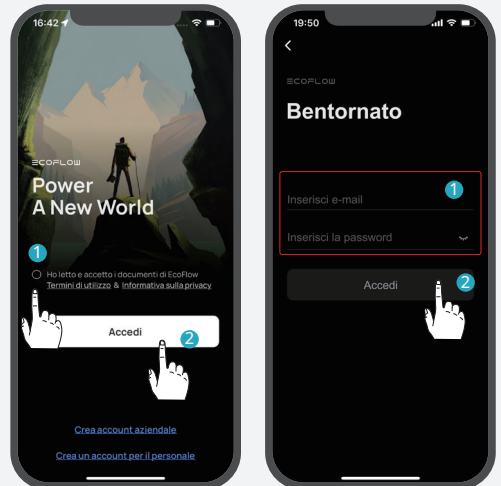 16:42
ECOFLOW
Power
A New World
1
Ho letto e accetto i documenti di EcoFlow
Termini di utilizzo & Informativa sulla privacy
Accedi
2
Crea account aziendale
Crea un account per il personale
19:50
ECOFLOW
Bentornato
Inserisci e-mail
1
Inserisci la password
Accedi
2